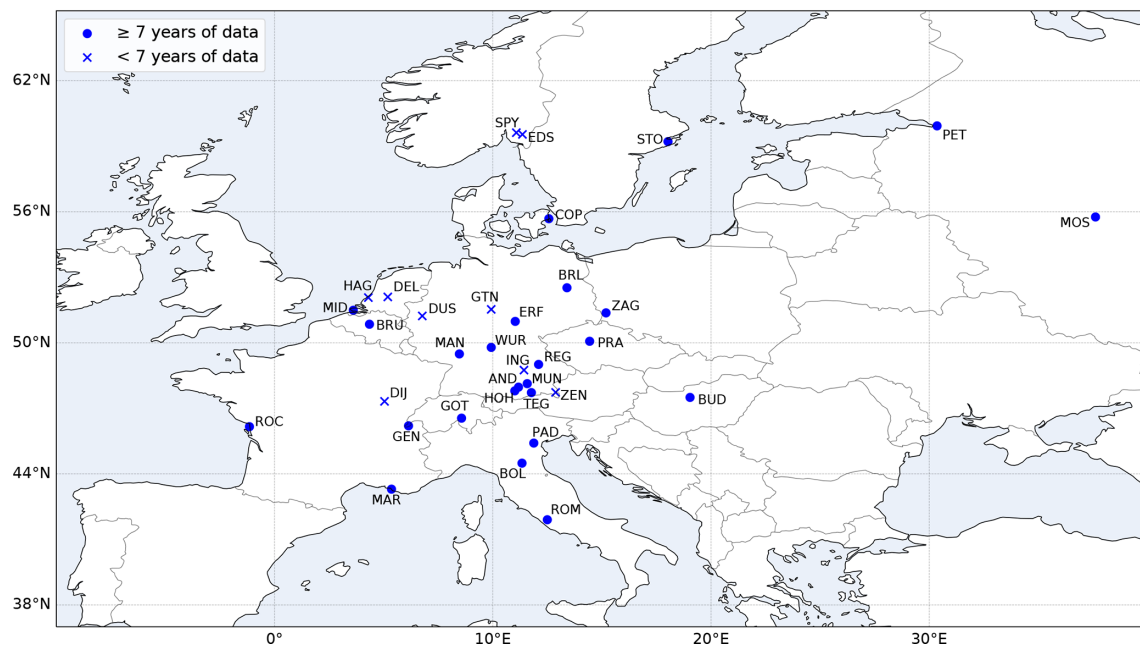 ≥ 7 years of data
< 7 years of data
62°N
56°N
50°N
44°N
38°N
0°
10°E
20°E
30°E
SPY
EDS
STO
PET
COP
MOS
HAG
DEL
BRL
MID
DUS
GTN
ERF
ZAG
BRU
MAN
WUR
PRA
ING
REG
AND
MUN
DIJ
HOH
TEG
ZEN
BUD
ROC
GOT
GEN
PAD
BOL
MAR
ROM